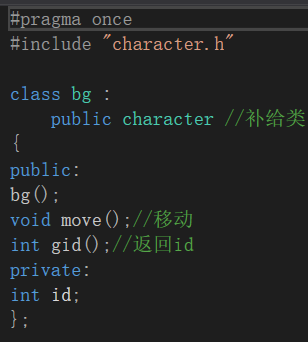 #pragma once
#include "character.h"
class bg :
public character //补给类
{
public:
bg();
void move();//移动
int gid();//返回id
private:
int id;
};